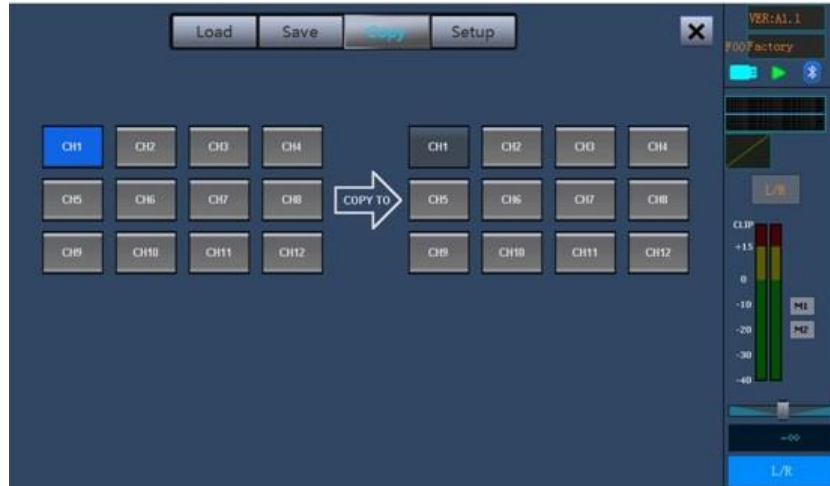 Load Save Copy Setup
VER:A1.1
F00Factory
CH1 CH2 CH3 CH4
CH5 CH6 CH7 CH8
CH9 CH10 CH11 CH12
COPY TO
CH1 CH2 CH3 CH4
CH5 CH6 CH7 CH8
CH9 CH10 CH11 CH12
L/R
CLIP
+15
0
-10
M1
-20
M2
-30
-40
-∞
L/R